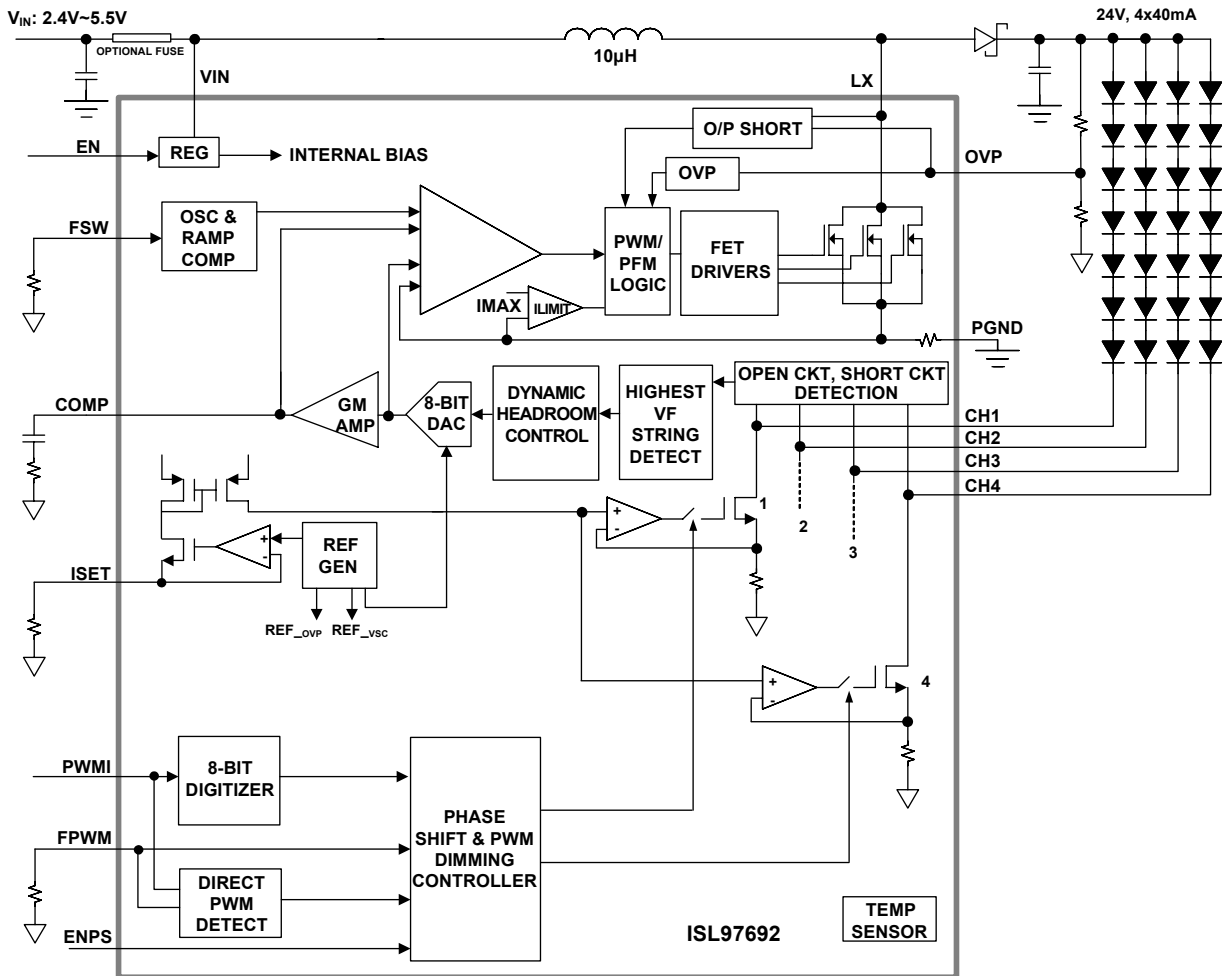 VIN: 2.4V~5.5V
24V, 4x40mA
OPTIONAL FUSE
10µH
VIN
LX
O/P SHORT
EN
REG
INTERNAL BIAS
OVP
OVP
FSW
OSC &
RAMP
COMP
PWM/
PFM
LOGIC
FET
DRIVERS
IMAX
ILIMIT
PGND
OPEN CKT, SHORT CKT
DETECTION
COMP
GM
AMP
8-BIT
DAC
DYNAMIC
HEADROOM
CONTROL
HIGHEST
VF
STRING
DETECT
CH1
CH2
CH3
CH4
+
-
1
2
3
+
-
REF
GEN
ISET
REF_OVP
REF_VSC
+
-
4
PWMI
8-BIT
DIGITIZER
PHASE
SHIFT & PWM
DIMMING
CONTROLLER
FPWM
DIRECT
PWM
DETECT
ENPS
ISL97692
TEMP
SENSOR